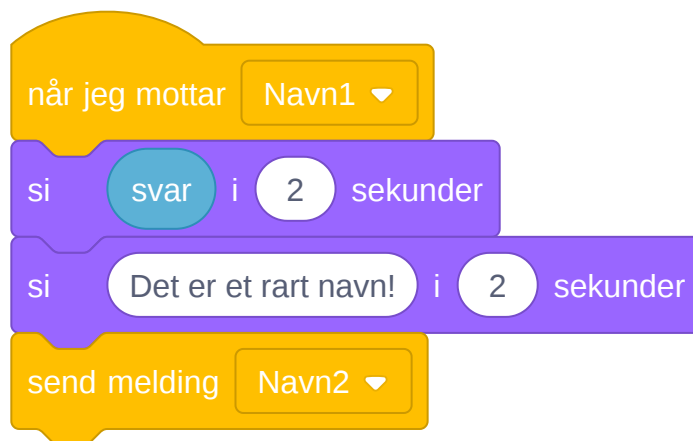 når jeg mottar Navn1
si svar i 2 sekunder
si Det er et rart navn! i 2 sekunder
send melding Navn2